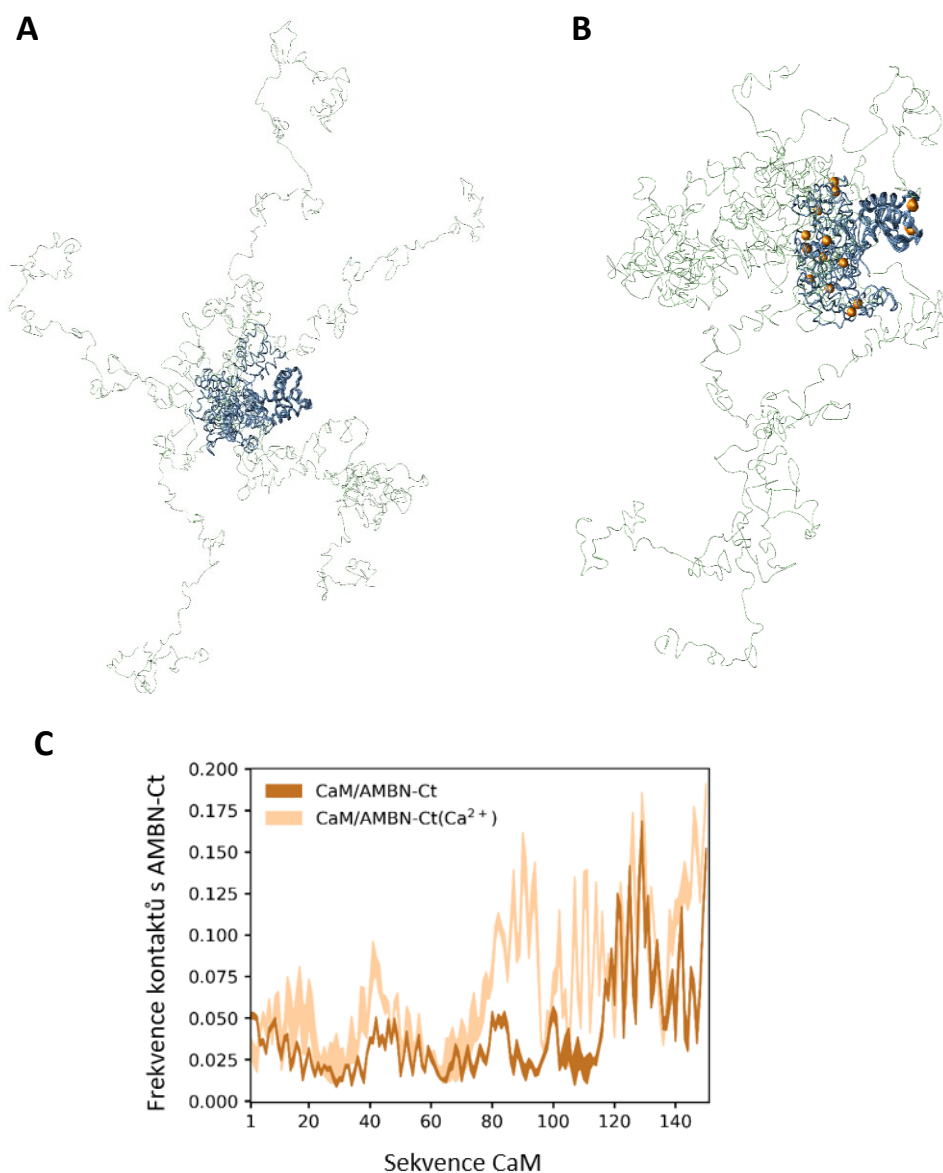 A
B
C
Frekvence kontaktů s AMBN-Ct
0.200
0.175
0.150
0.125
0.100
0.075
0.050
0.025
0.000
CaM/AMBN-Ct
CaM/AMBN-Ct(Ca²⁺)
1 20 40 60 80 100 120 140
Sekvence CaM